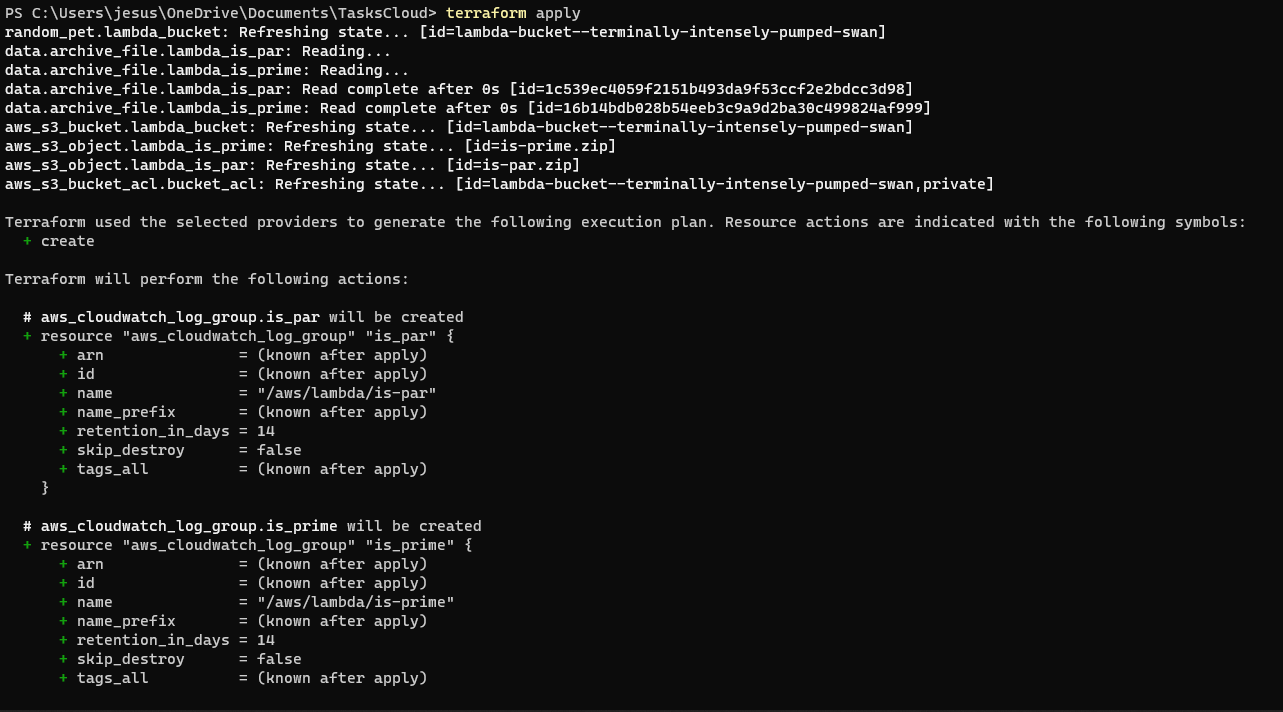 PS C:\Users\jesus\OneDrive\Documents\TasksCloud> terraform apply
random_pet.lambda_bucket: Refreshing state... [id=lambda-bucket--terminally-intensely-pumped-swan]
data.archive_file.lambda_is_par: Reading...
data.archive_file.lambda_is_prime: Reading...
data.archive_file.lambda_is_par: Read complete after 0s [id=1c539ec4059f2151b493da9f53ccf2e2bdcc3d98]
data.archive_file.lambda_is_prime: Read complete after 0s [id=16b14bdb028b54eeb3c9a9d2ba30c499824af999]
aws_s3_bucket.lambda_bucket: Refreshing state... [id=lambda-bucket--terminally-intensely-pumped-swan]
aws_s3_object.lambda_is_prime: Refreshing state... [id=is-prime.zip]
aws_s3_object.lambda_is_par: Refreshing state... [id=is-par.zip]
aws_s3_bucket_acl.bucket_acl: Refreshing state... [id=lambda-bucket--terminally-intensely-pumped-swan,private]

Terraform used the selected providers to generate the following execution plan. Resource actions are indicated with the following symbols:
  + create

Terraform will perform the following actions:

  # aws_cloudwatch_log_group.is_par will be created
  + resource "aws_cloudwatch_log_group" "is_par" {
      + arn               = (known after apply)
      + id                = (known after apply)
      + name              = "/aws/lambda/is-par"
      + name_prefix       = (known after apply)
      + retention_in_days = 14
      + skip_destroy      = false
      + tags_all          = (known after apply)
    }

  # aws_cloudwatch_log_group.is_prime will be created
  + resource "aws_cloudwatch_log_group" "is_prime" {
      + arn               = (known after apply)
      + id                = (known after apply)
      + name              = "/aws/lambda/is-prime"
      + name_prefix       = (known after apply)
      + retention_in_days = 14
      + skip_destroy      = false
      + tags_all          = (known after apply)